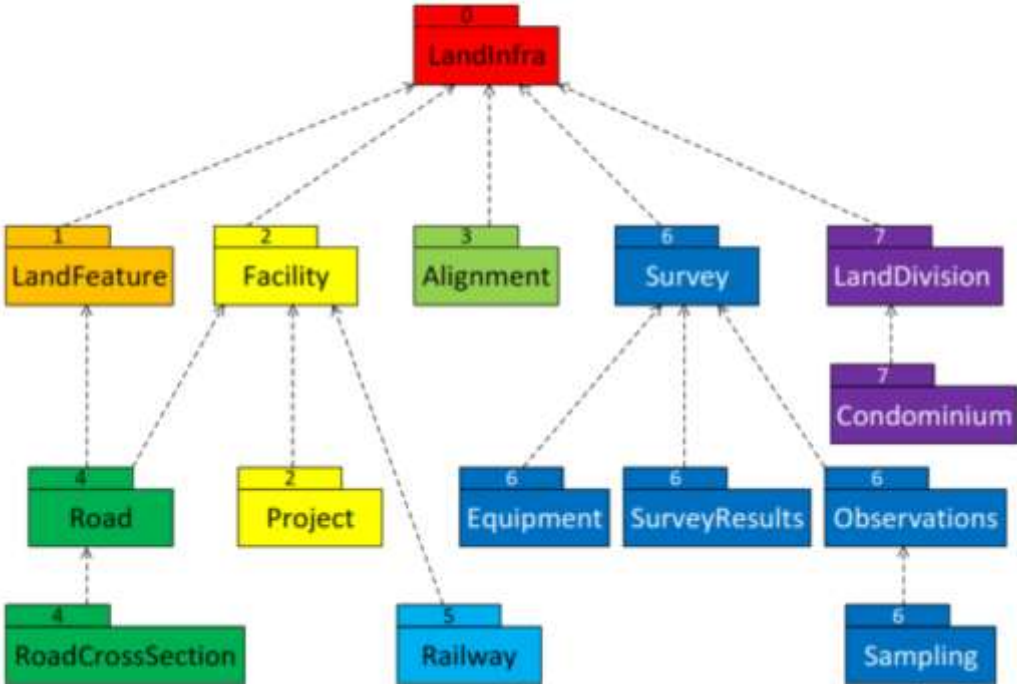 0
LandInfra
1
LandFeature
2
Facility
3
Alignment
6
Survey
7
LandDivision
7
Condominium
4
Road
2
Project
6
Equipment
6
SurveyResults
6
Observations
4
RoadCrossSection
5
Railway
6
Sampling